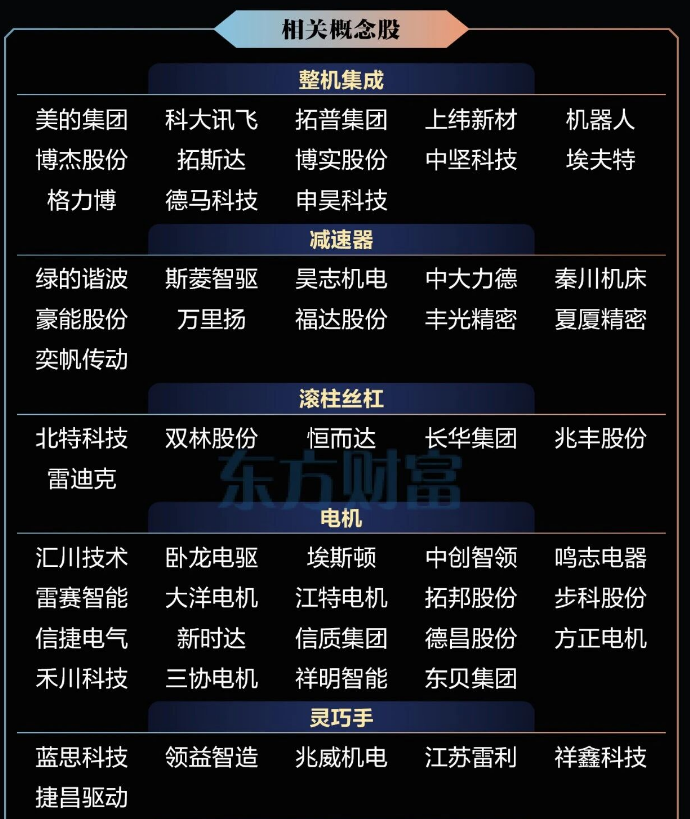 相关概念股
整机集成
美的集团 科大讯飞 拓普集团 上纬新材 机器人
博杰股份 拓斯达 博实股份 中坚科技 埃夫特
格力博 德马科技 申昊科技
减速器
绿的谐波 斯菱智驱 昊志机电 中大力德 秦川机床
豪能股份 万里扬 福达股份 丰光精密 夏厦精密
奕帆传动
滚柱丝杠
北特科技 双林股份 恒而达 长华集团 兆丰股份
雷迪克
东方财富
电机
汇川技术 卧龙电驱 埃斯顿 中创智领 鸣志电器
雷赛智能 大洋电机 江特电机 拓邦股份 步科股份
信捷电气 新时达 信质集团 德昌股份 方正电机
禾川科技 三协电机 祥明智能 东贝集团
灵巧手
蓝思科技 领益智造 兆威机电 江苏雷利 祥鑫科技
捷昌驱动